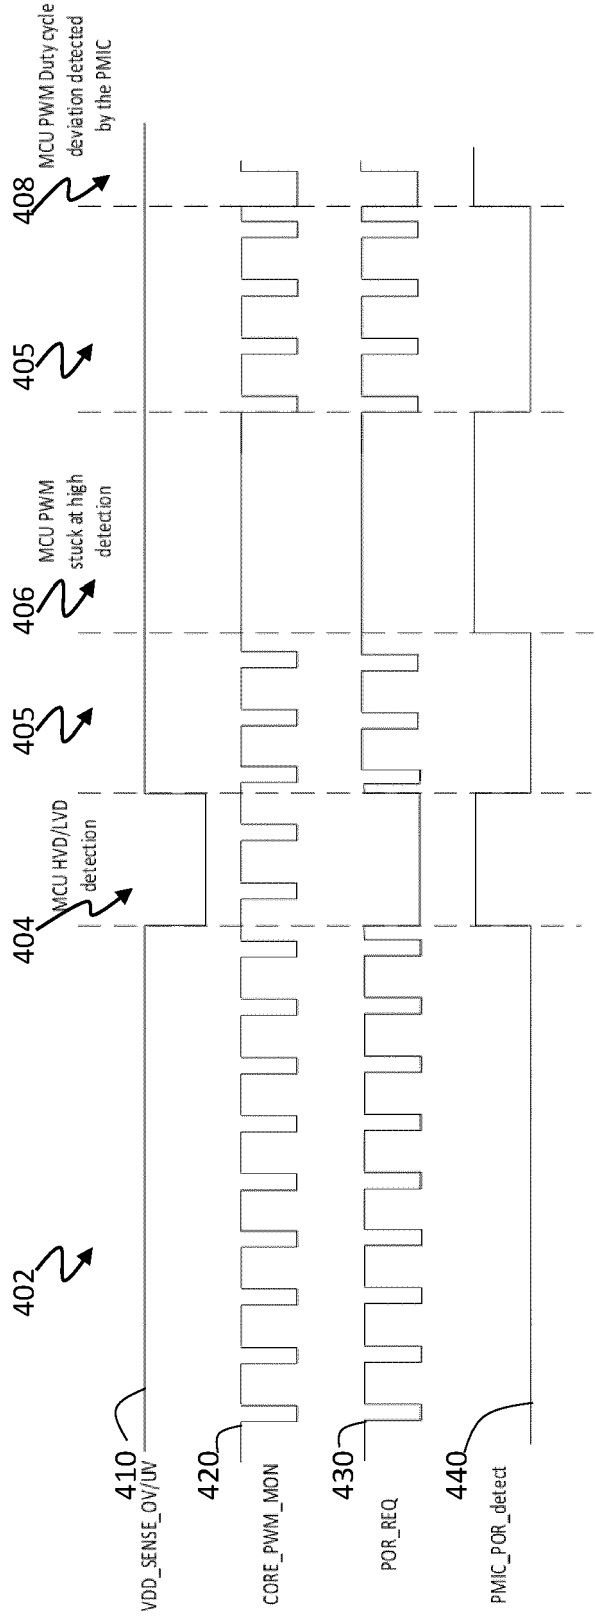 402
404
MCU HVD/LVD
detection
405
406
MCU PWM
stuck at high
detection
405
408
MCU PWM Duty cycle
deviation detected
by the PMIC
410
VDD_SENSE_OV/UV
420
CORE_PWM_MON
430
POR_REQ
440
PMIC_POR_detect